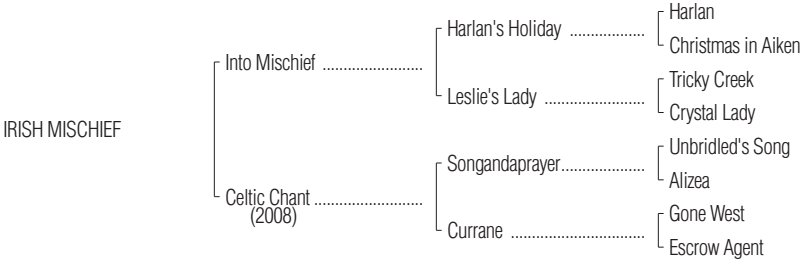 Harlan
Harlan's Holiday ..................
Christmas in Aiken
Into Mischief ........................
Tricky Creek
Leslie's Lady ........................
Crystal Lady
IRISH MISCHIEF
Unbridled's Song
Songandaprayer....................
Alizea
Celtic Chant ..........................
(2008)
Gone West
Currane ................................
Escrow Agent